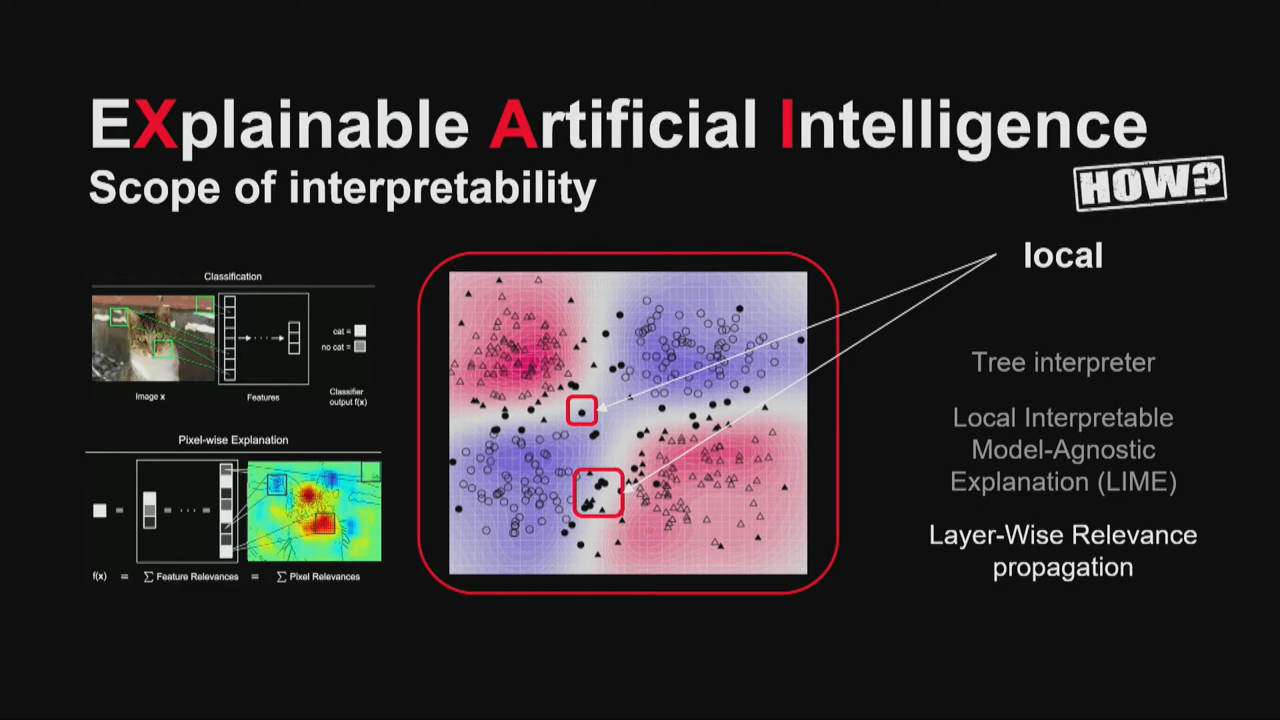 EXplainable Artificial Intelligence
Scope of interpretability
HOW?
local
Classification
cat =
no cat =
Image x
Features
Classifier
output f(x)
Pixel-wise Explanation
f(x) = ∑ Feature Relevances = ∑ Pixel Relevances
Tree interpreter
Local Interpretable
Model-Agnostic
Explanation (LIME)
Layer-Wise Relevance
propagation